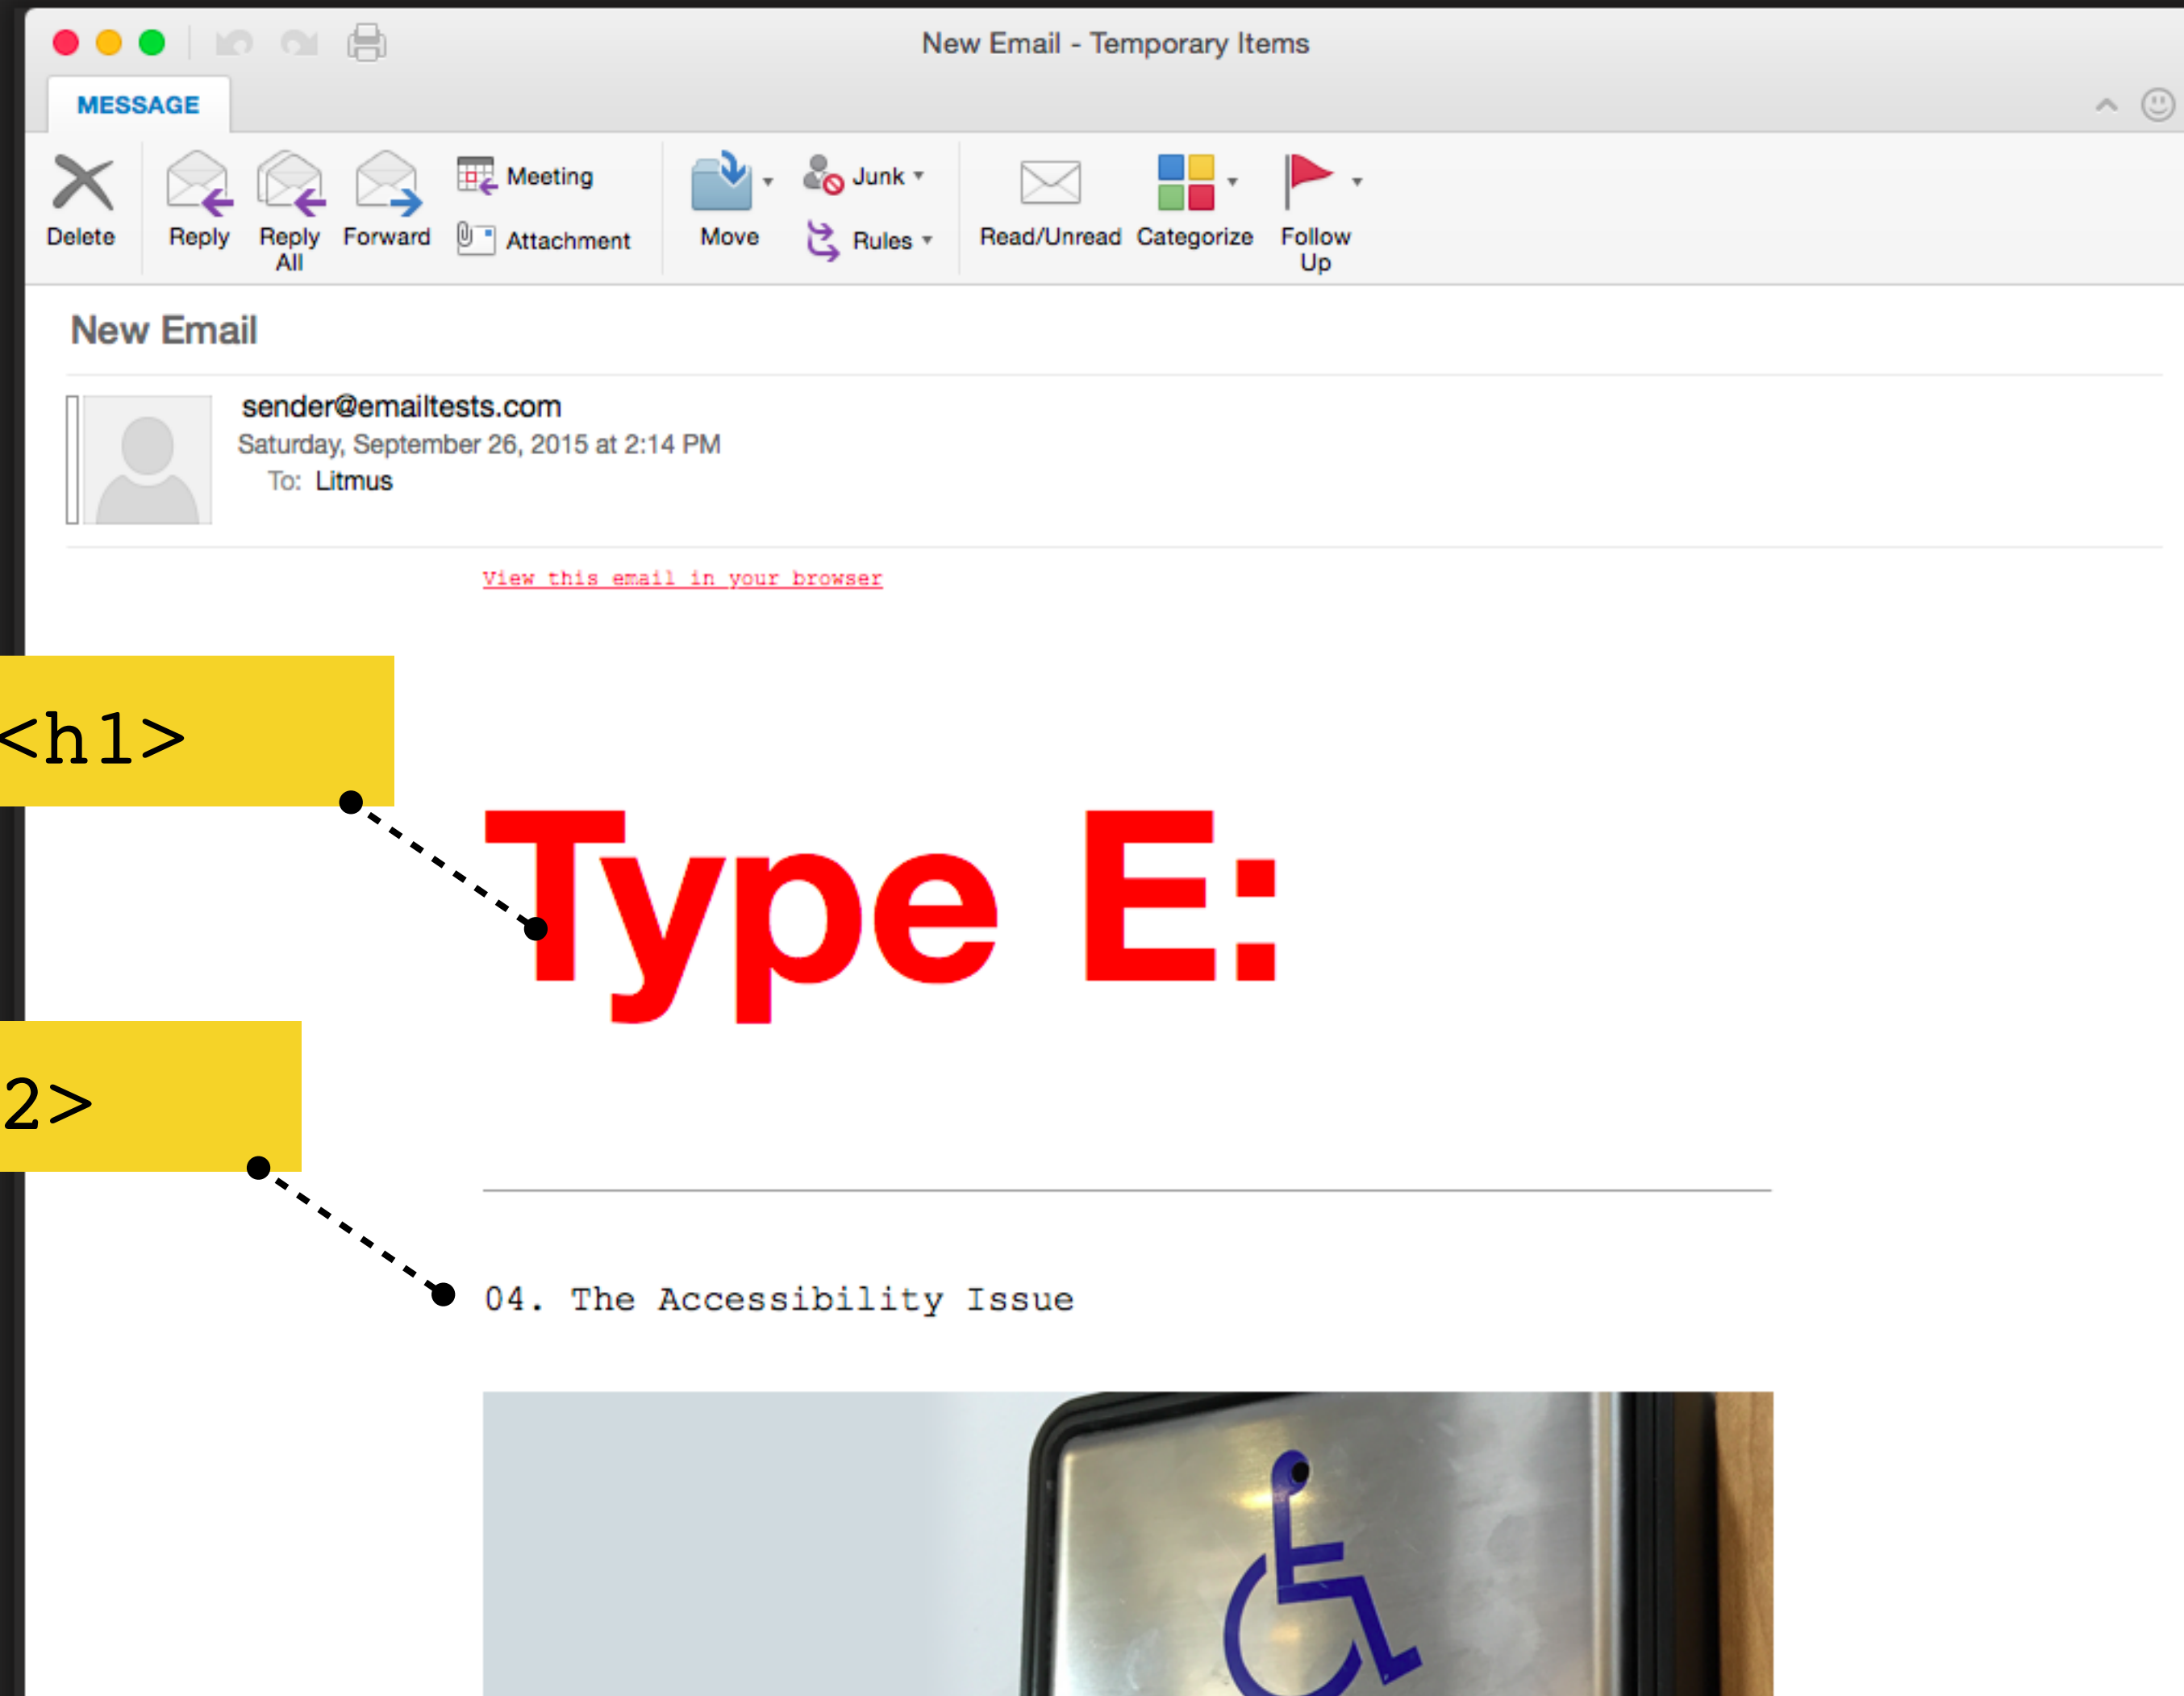 New Email - Temporary Items
MESSAGE
Delete
Reply
Reply All
Forward
Meeting
Attachment
Move
Junk
Rules
Read/Unread
Categorize
Follow Up
New Email
sender@emailtests.com
Saturday, September 26, 2015 at 2:14 PM
To: Litmus
View this email in your browser
<h1>
Type E:
2>
04. The Accessibility Issue